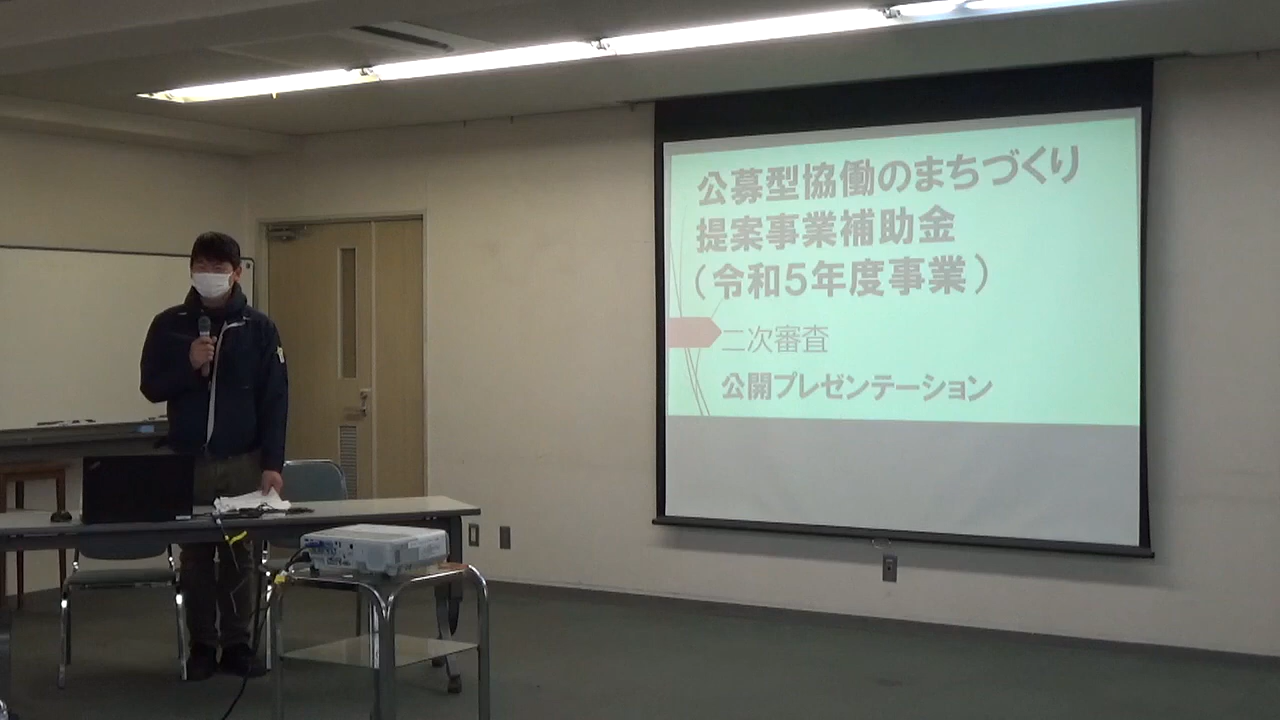 公募型協働のまちづくり
提案事業補助金
（令和5年度事業）
二次審査
公開プレゼンテーション